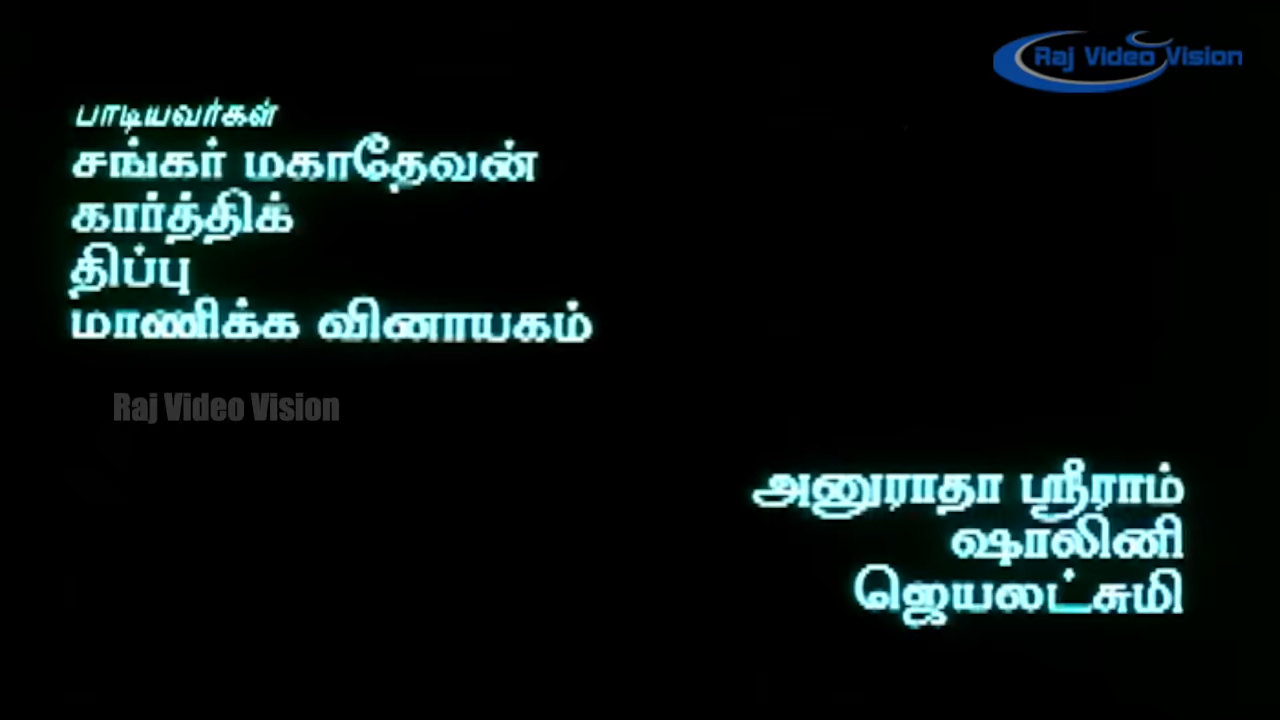 Raj Video Vision
பாடியவர்கள்
சங்கர் மகாதேவன்
கார்த்திக்
திப்பு
மாணிக்க விநாயகம்
Raj Video Vision
அனுராதா ஸ்ரீராம்
ஷாலினி
ஜெயலட்சுமி